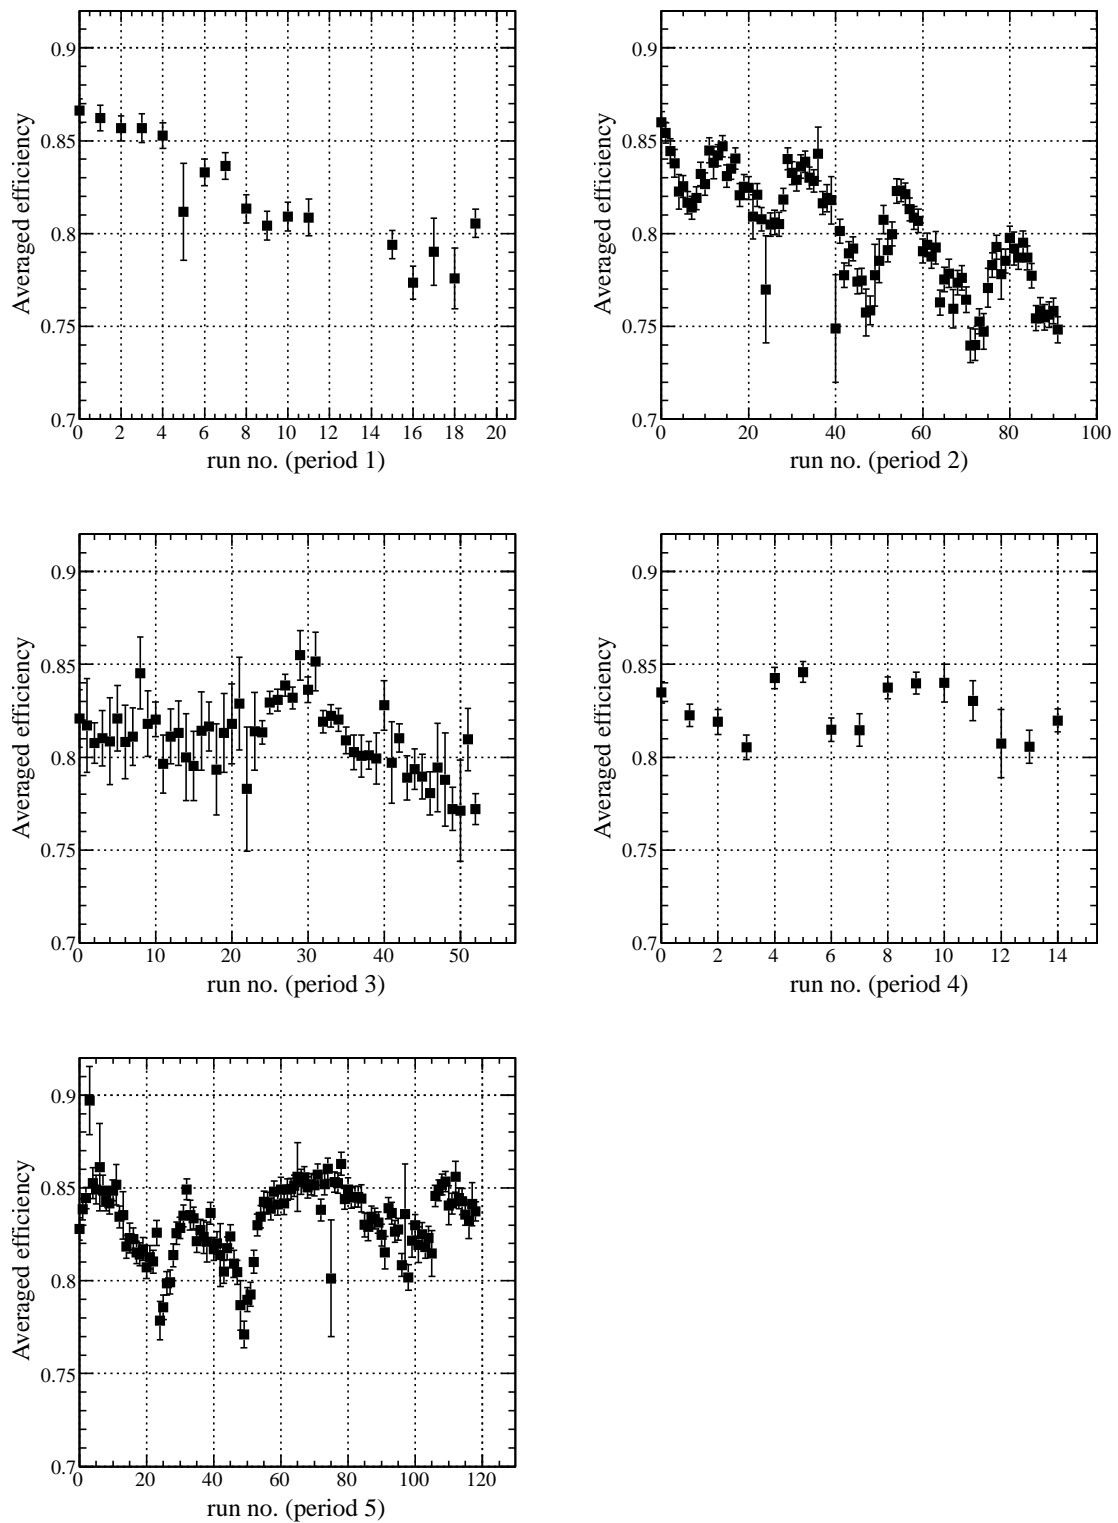 Averaged efficiency
0.9
0.85
0.8
0.75
0.7
0 2 4 6 8 10 12 14 16 18 20
run no. (period 1)
Averaged efficiency
0.9
0.85
0.8
0.75
0.7
0 20 40 60 80 100
run no. (period 2)
Averaged efficiency
0.9
0.85
0.8
0.75
0.7
0 10 20 30 40 50
run no. (period 3)
Averaged efficiency
0.9
0.85
0.8
0.75
0.7
0 2 4 6 8 10 12 14
run no. (period 4)
Averaged efficiency
0.9
0.85
0.8
0.75
0.7
0 20 40 60 80 100 120
run no. (period 5)